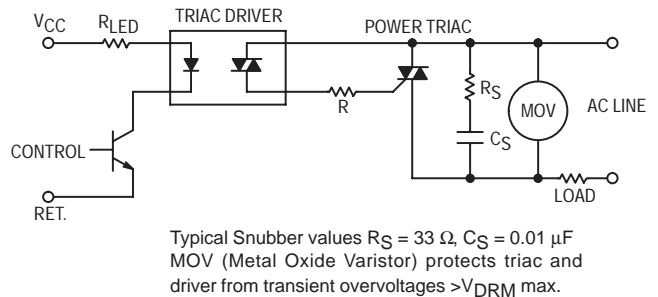 TRIAC DRIVER
POWER TRIAC
VCC
RLED
R
RS
CS
MOV
AC LINE
CONTROL
RET.
LOAD
Typical Snubber values RS = 33 Ω, CS = 0.01 μF
MOV (Metal Oxide Varistor) protects triac and
driver from transient overvoltages >VDRM max.